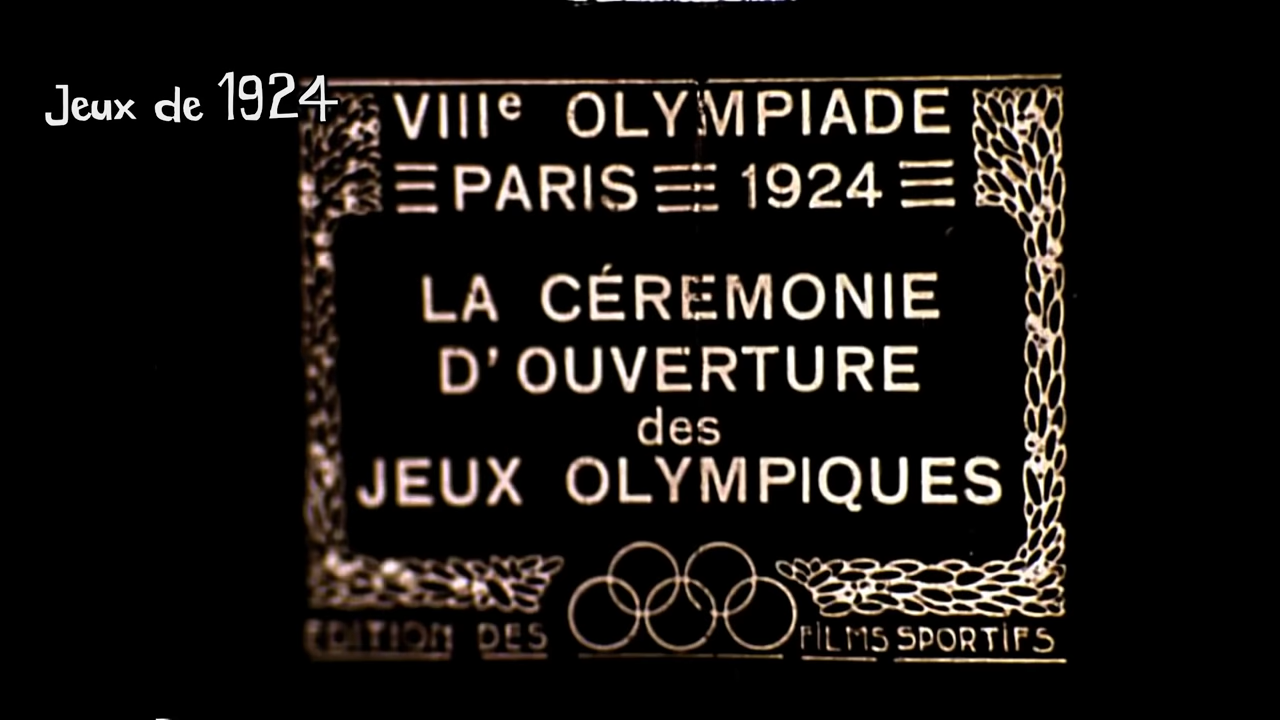 Jeux de 1924
VIIIe OLYMPIADE
PARIS 1924
LA CÉREMONIE
D'OUVERTURE
des
JEUX OLYMPIQUES
EDITION DES FILMS SPORTIFS